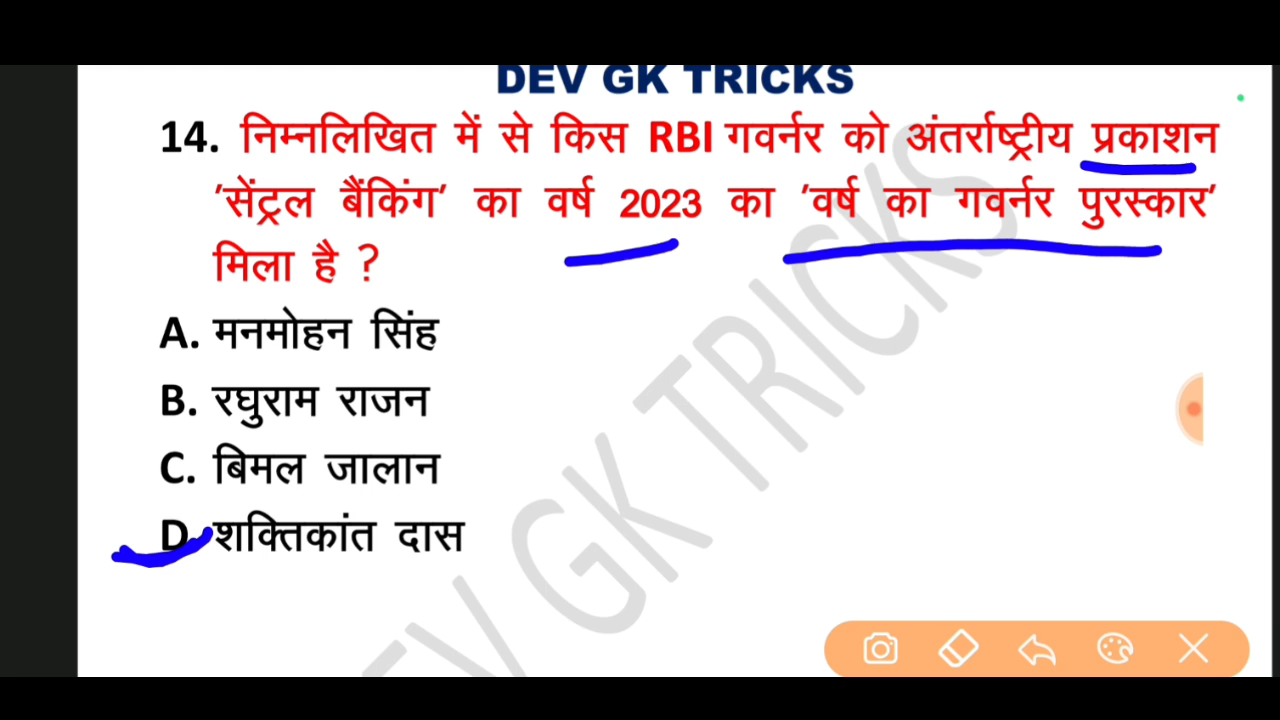 DEV GK TRICKS
14. निम्नलिखित में से किस RBI गवर्नर को अंतर्राष्ट्रीय प्रकाशन
'सेंट्रल बैंकिंग' का वर्ष 2023 का 'वर्ष का गवर्नर पुरस्कार'
मिला है ?
A. मनमोहन सिंह
B. रघुराम राजन
C. बिमल जालान
D. शक्तिकांत दास
DEV GK TRICKS